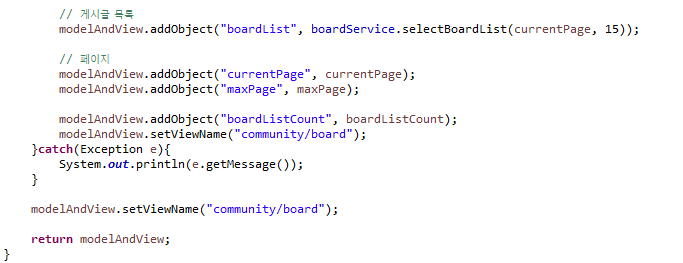 // 게시글 목록
modelAndView.addObject("boardList", boardService.selectBoardList(currentPage, 15));
// 페이지
modelAndView.addObject("currentPage", currentPage);
modelAndView.addObject("maxPage", maxPage);
modelAndView.addObject("boardListCount", boardListCount);
modelAndView.setViewName("community/board");
}catch(Exception e){
System.out.println(e.getMessage());
}
modelAndView.setViewName("community/board");
return modelAndView;
}